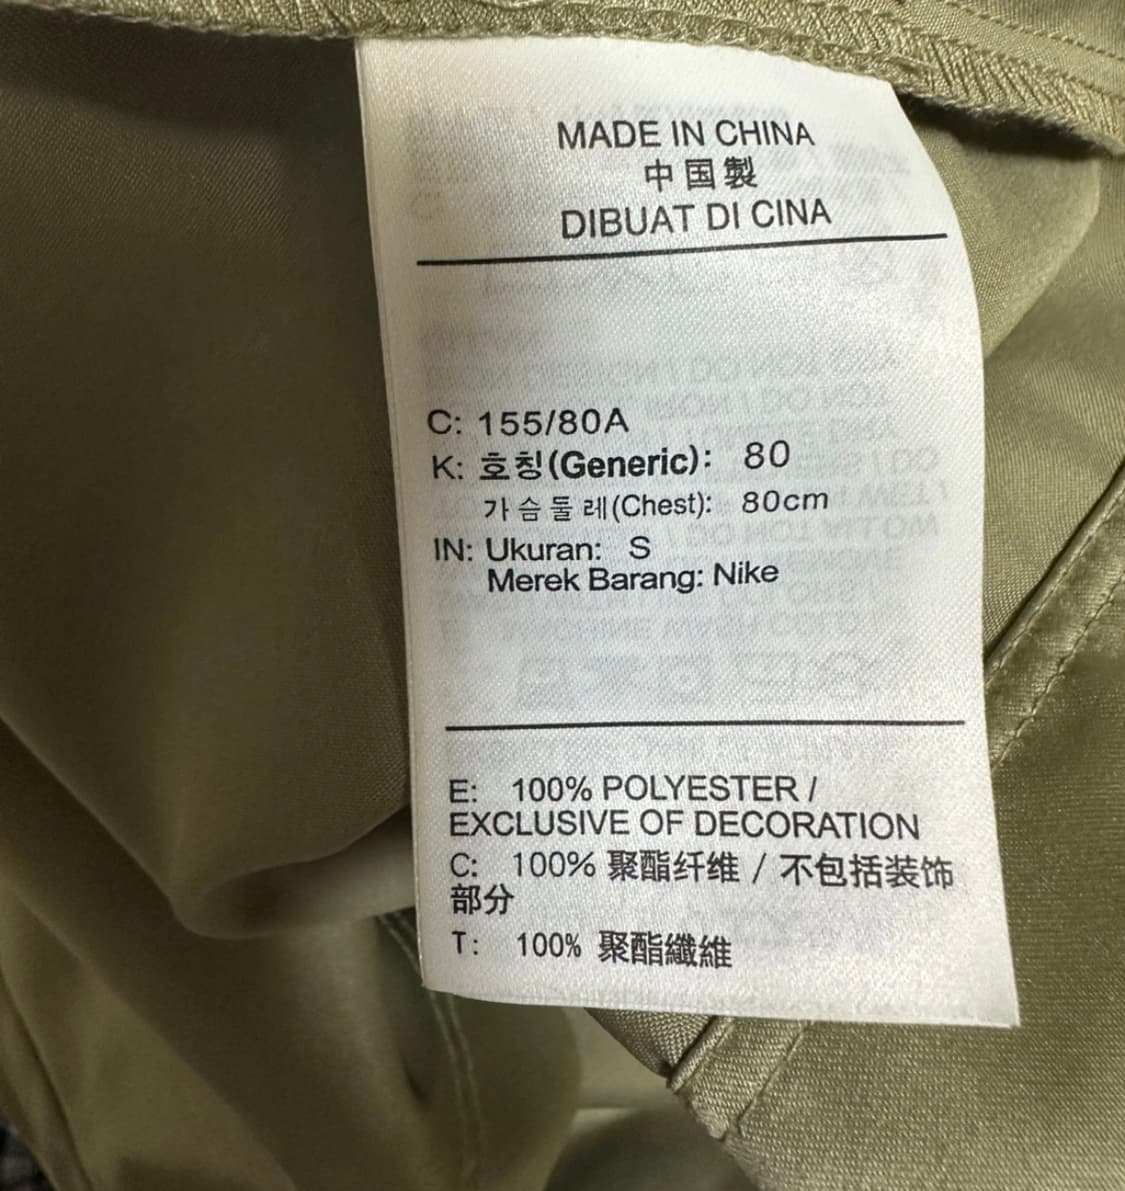 MADE IN CHINA
中国製
DIBUAT DI CINA
C: 155/80A
K: 호칭(Generic): 80
가슴둘레(Chest): 80cm
IN: Ukuran: S
Merek Barang: Nike
E: 100% POLYESTER /
EXCLUSIVE OF DECORATION
C: 100% 聚酯纤维 / 不包括装饰
部分
T: 100% 聚酯纖維